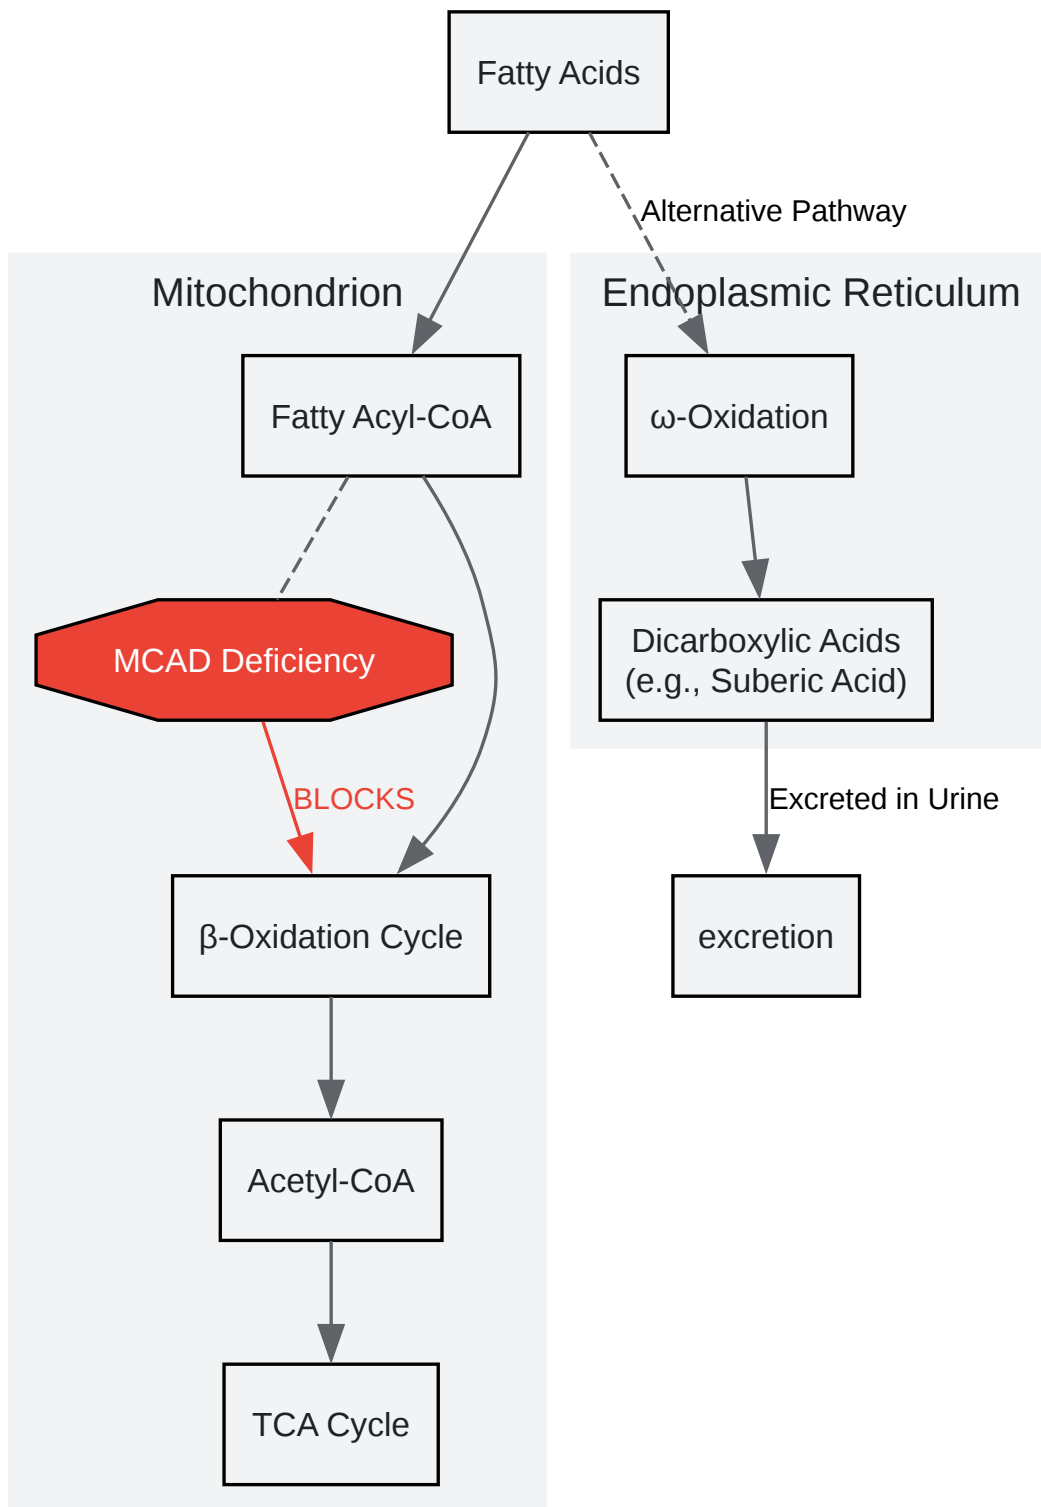 Fatty Acids
Alternative Pathway
Mitochondrion
Endoplasmic Reticulum
Fatty Acyl-CoA
ω-Oxidation
MCAD Deficiency
Dicarboxylic Acids
(e.g., Suberic Acid)
BLOCKS
Excreted in Urine
β-Oxidation Cycle
excretion
Acetyl-CoA
TCA Cycle